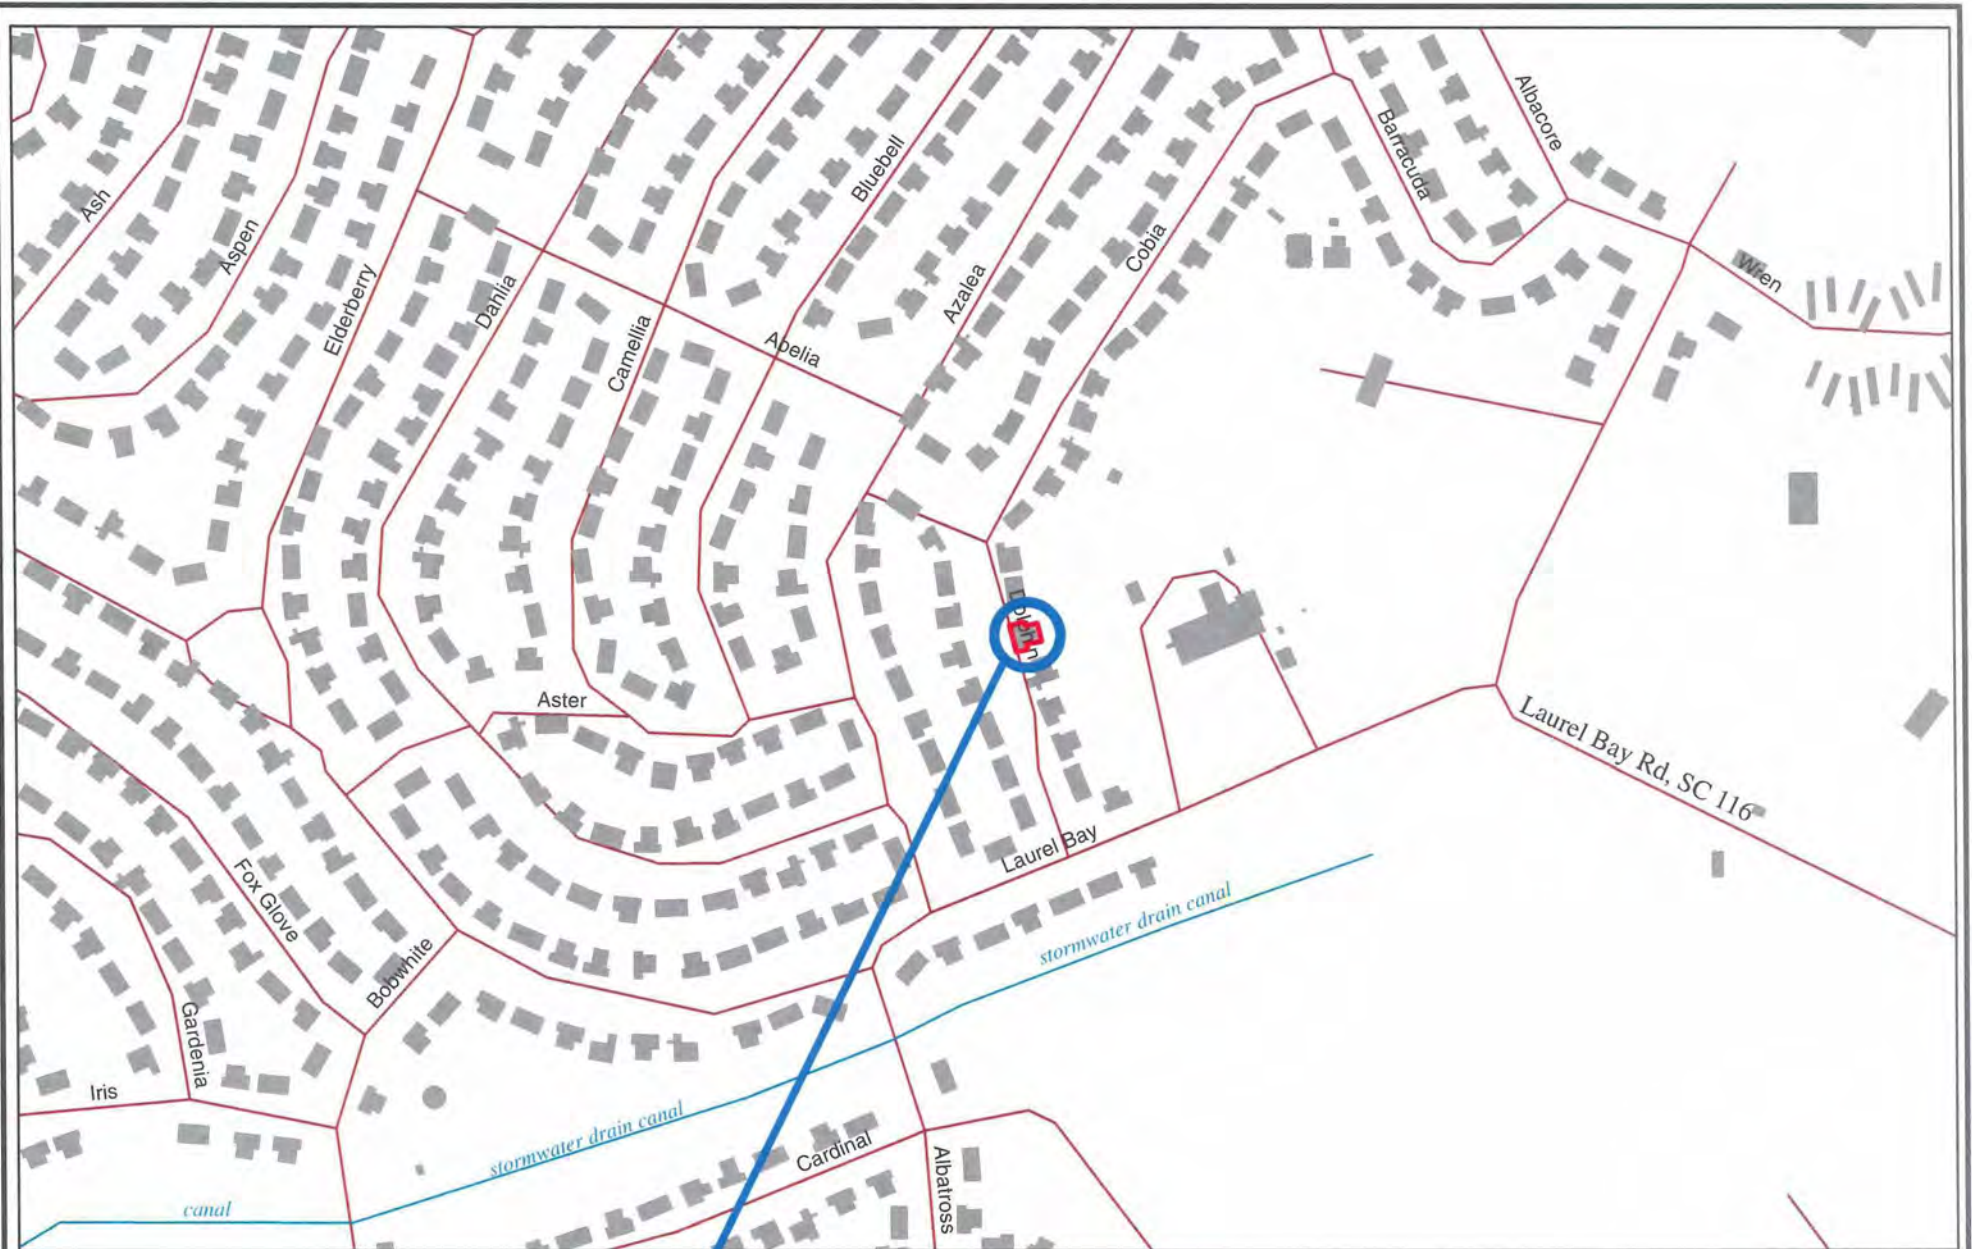 Albacore
Barracuda
Bluebell
Ash
Aspen
Cobia
Wren
Azalea
Dahlia
Elderberry
Camellia
Abelia
Dolphin
Aster
Laurel Bay Rd, SC 116
Laurel Bay
Fox Glove
stormwater drain canal
Bobwhite
Gardenia
Iris
stormwater drain canal
Cardinal
Albatross
canal